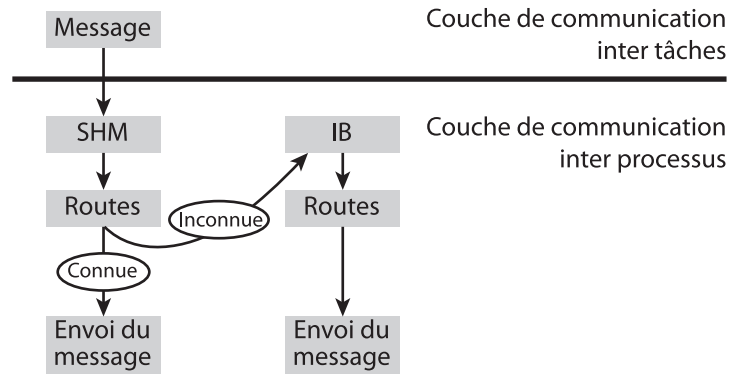 Message
Couche de communication
inter tâches
SHM
IB
Couche de communication
inter processus
Routes
Inconnue
Routes
Connue
Envoi du
message
Envoi du
message